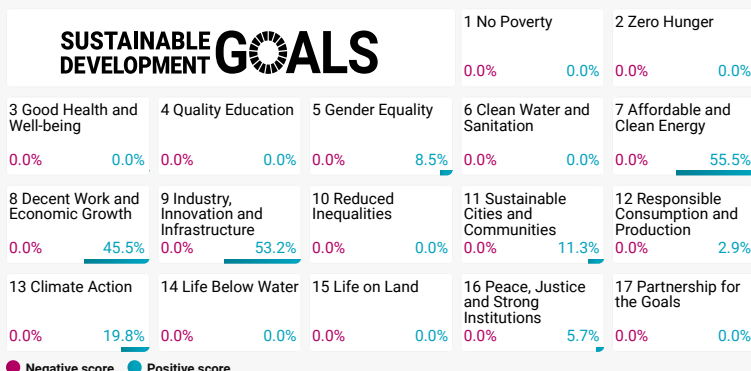 SUSTAINABLE
DEVELOPMENT
GOALS
1 No Poverty
0.0% 0.0%
2 Zero Hunger
0.0% 0.0%
3 Good Health and
Well-being
0.0% 0.0%
4 Quality Education
0.0% 0.0%
5 Gender Equality
0.0% 8.5%
6 Clean Water and
Sanitation
0.0% 0.0%
7 Affordable and
Clean Energy
0.0% 55.5%
8 Decent Work and
Economic Growth
0.0% 45.5%
9 Industry,
Innovation and
Infrastructure
0.0% 53.2%
10 Reduced
Inequalities
0.0% 0.0%
11 Sustainable
Cities and
Communities
0.0% 11.3%
12 Responsible
Consumption and
Production
0.0% 2.9%
13 Climate Action
0.0% 19.8%
14 Life Below Water
0.0% 0.0%
15 Life on Land
0.0% 0.0%
16 Peace, Justice
and Strong
Institutions
0.0% 5.7%
17 Partnership for
the Goals
0.0% 0.0%
Negative score Positive score